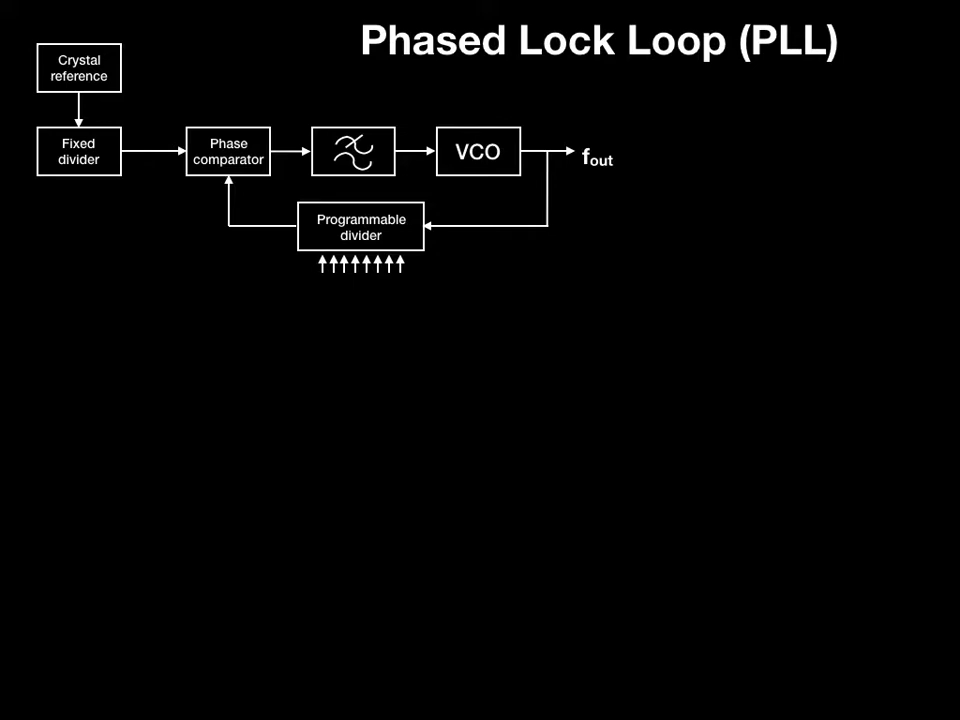 Phased Lock Loop (PLL)
Crystal
reference
Fixed
divider
Phase
comparator
VCO
fout
Programmable
divider